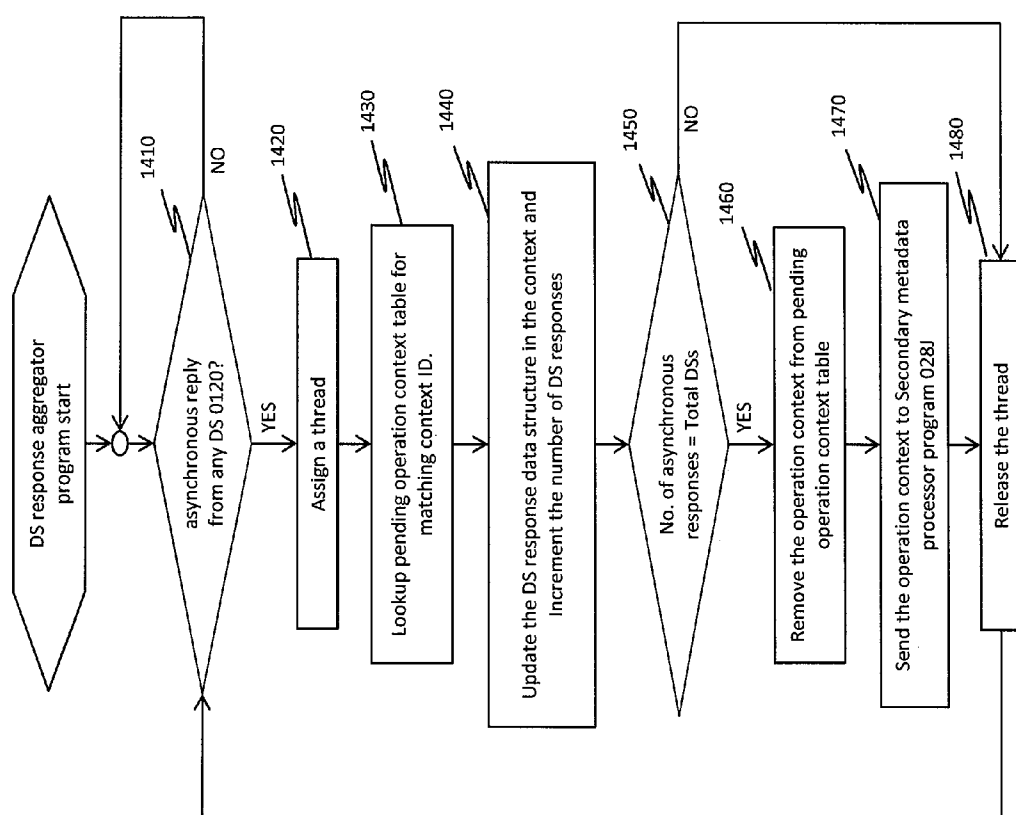 DS response aggregator
program start
1410
asynchronous reply
from any DS 0120?
NO
YES
1420
Assign a thread
1430
Lookup pending operation context table for
matching context ID.
1440
Update the DS response data structure in the context and
Increment the number of DS responses
1450
No. of asynchronous
responses = Total DSs
NO
YES
1460
Remove the operation context from pending
operation context table
1470
Send the operation context to Secondary metadata
processor program 028J
1480
Release the thread